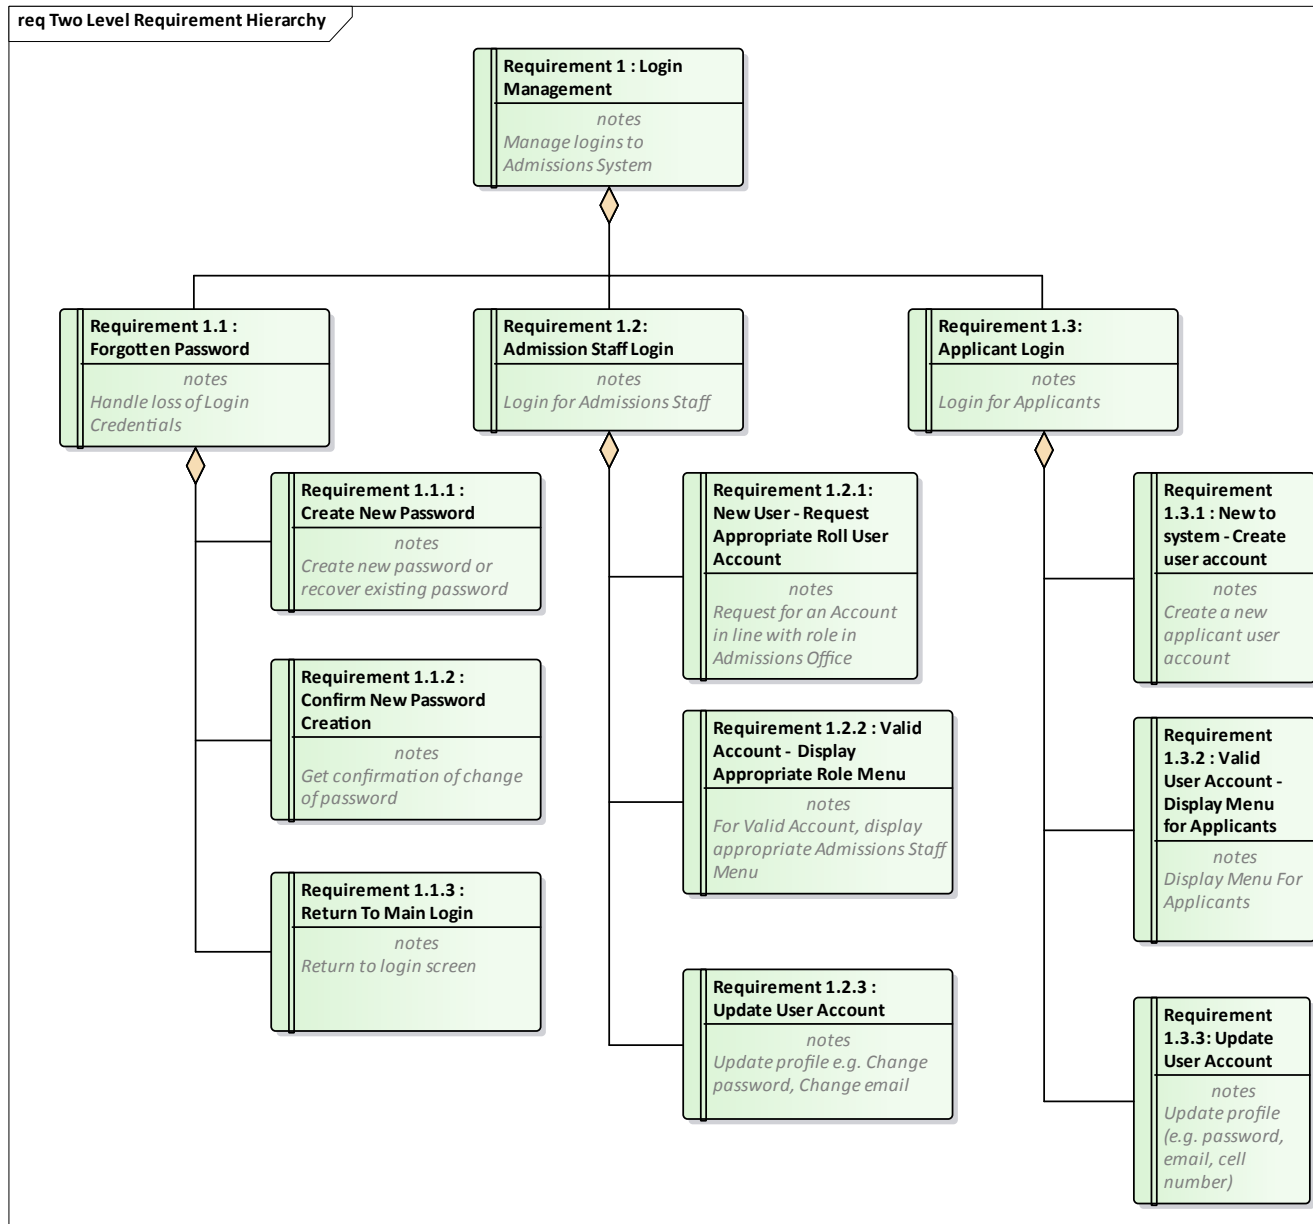 req Two Level Requirement Hierarchy
Requirement 1 : Login
Management
notes
Manage logins to
Admissions System
Requirement 1.1 :
Forgotten Password
notes
Handle loss of Login
Credentials
Requirement 1.2:
Admission Staff Login
notes
Login for Admissions Staff
Requirement 1.3:
Applicant Login
notes
Login for Applicants
Requirement 1.1.1 :
Create New Password
notes
Create new password or
recover existing password
Requirement 1.1.2 :
Confirm New Password
Creation
notes
Get confirmation of change
of password
Requirement 1.1.3 :
Return To Main Login
notes
Return to login screen
Requirement 1.2.1:
New User - Request
Appropriate Roll User
Account
notes
Request for an Account
in line with role in
Admissions Office
Requirement 1.2.2 : Valid
Account -  Display
Appropriate Role Menu
notes
For Valid Account, display
appropriate Admissions Staff
Menu
Requirement 1.2.3 :
Update User Account
notes
Update profile e.g. Change
password, Change email
Requirement
1.3.1 : New to
system - Create
user account
notes
Create a new
applicant user
account
Requirement
1.3.2 : Valid
User Account -
Display Menu
for Applicants
notes
Display Menu For
Applicants
Requirement
1.3.3: Update
User Account
notes
Update profile
(e.g. password,
email, cell
number)